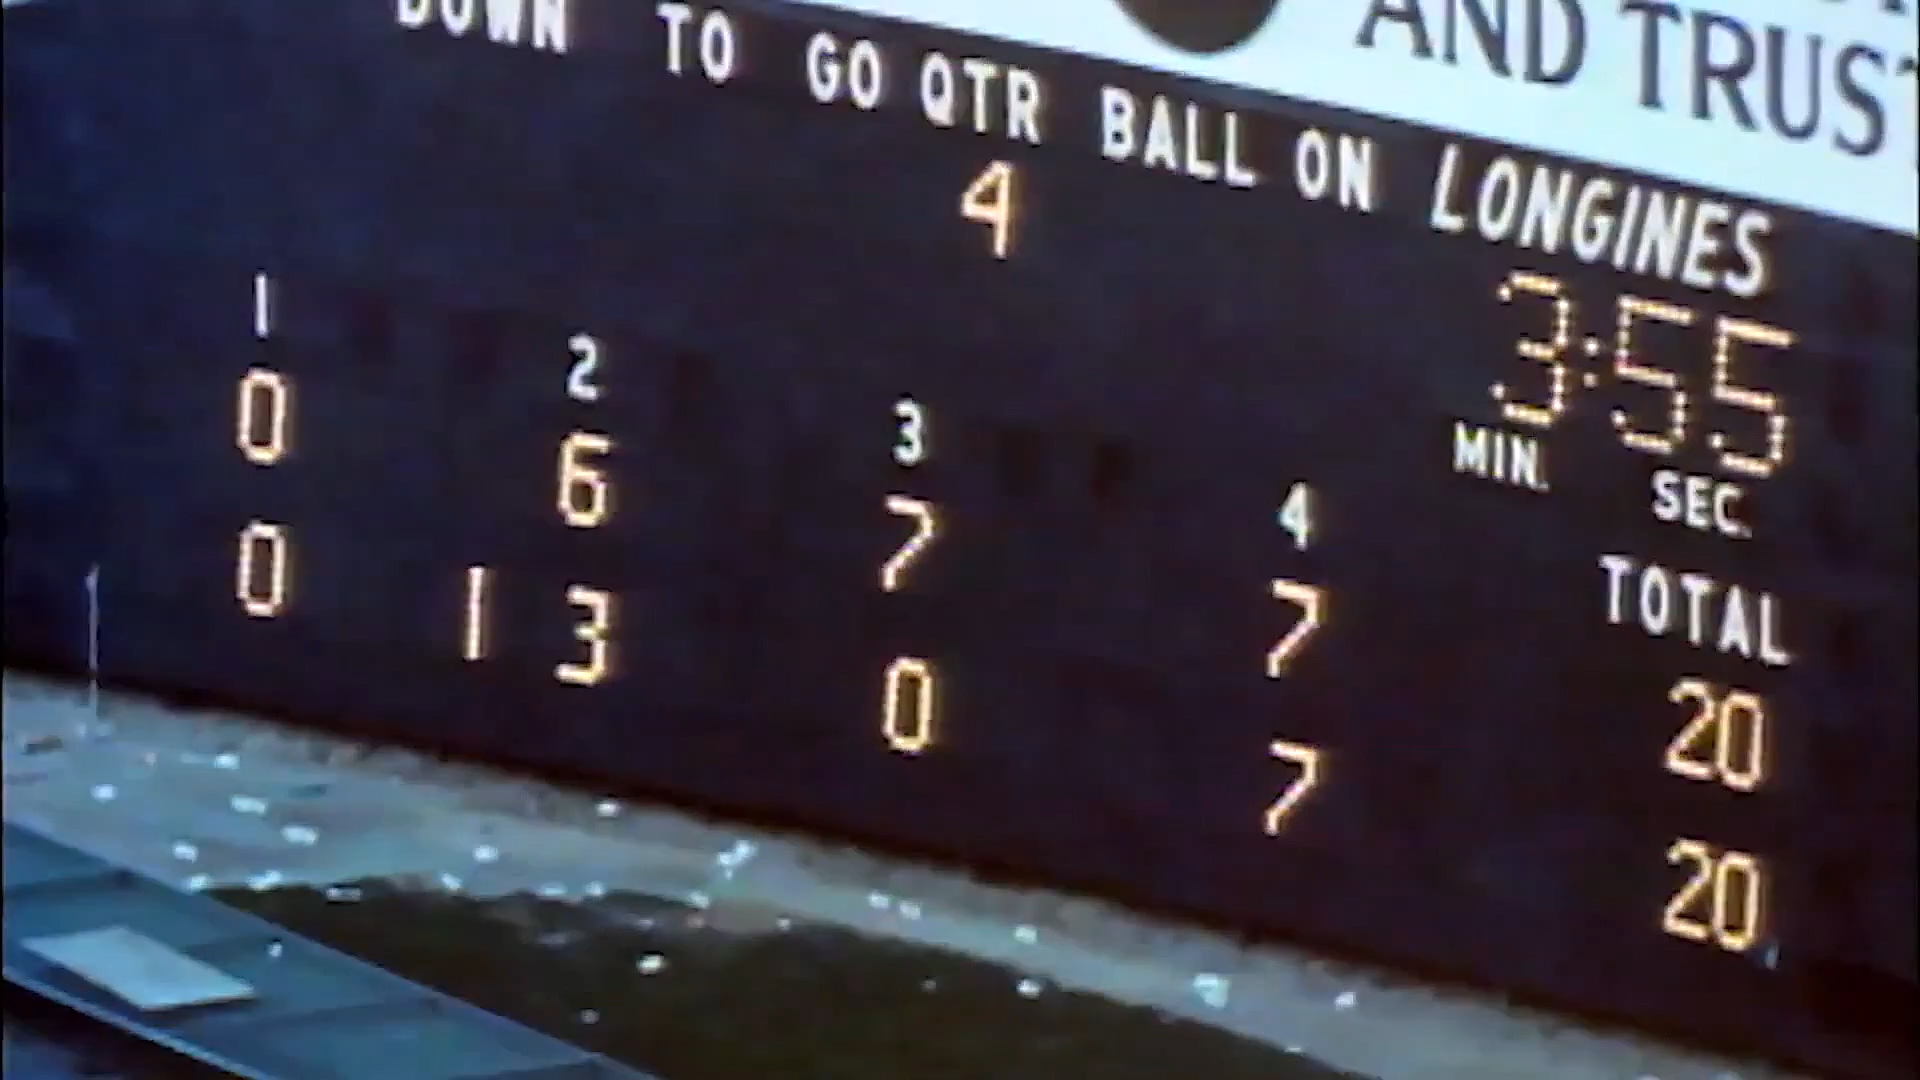 AND TRUST
DOWN TO GO QTR BALL ON LONGINES
4
3:55
MIN. SEC.
1 2 3 4 TOTAL
0 6 7 7 20
0 13 0 7 20